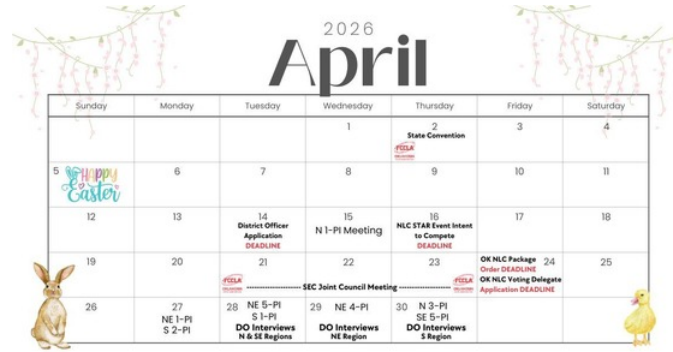 2026
April
Sunday Monday Tuesday Wednesday Thursday Friday Saturday
1 2 3 4
State Convention
FCCLA
5 HAPPY Easter 6 7 8 9 10 11
12 13 14 15 16 17 18
District Officer Application DEADLINE
N 1-PI Meeting
NLC STAR Event Intent to Compete DEADLINE
19 20 21 22 23 24 25
FCCLA
SEC Joint Council Meeting
FCCLA
OK NLC Package
Order DEADLINE
OK NLC Voting Delegate
Application DEADLINE
26 27 28 29 30
NE 1-PI
S 2-PI
NE 5-PI
S 1-PI
DO Interviews
N & SE Regions
NE 4-PI
DO Interviews
NE Region
N 3-PI
SE 5-PI
DO Interviews
S Region